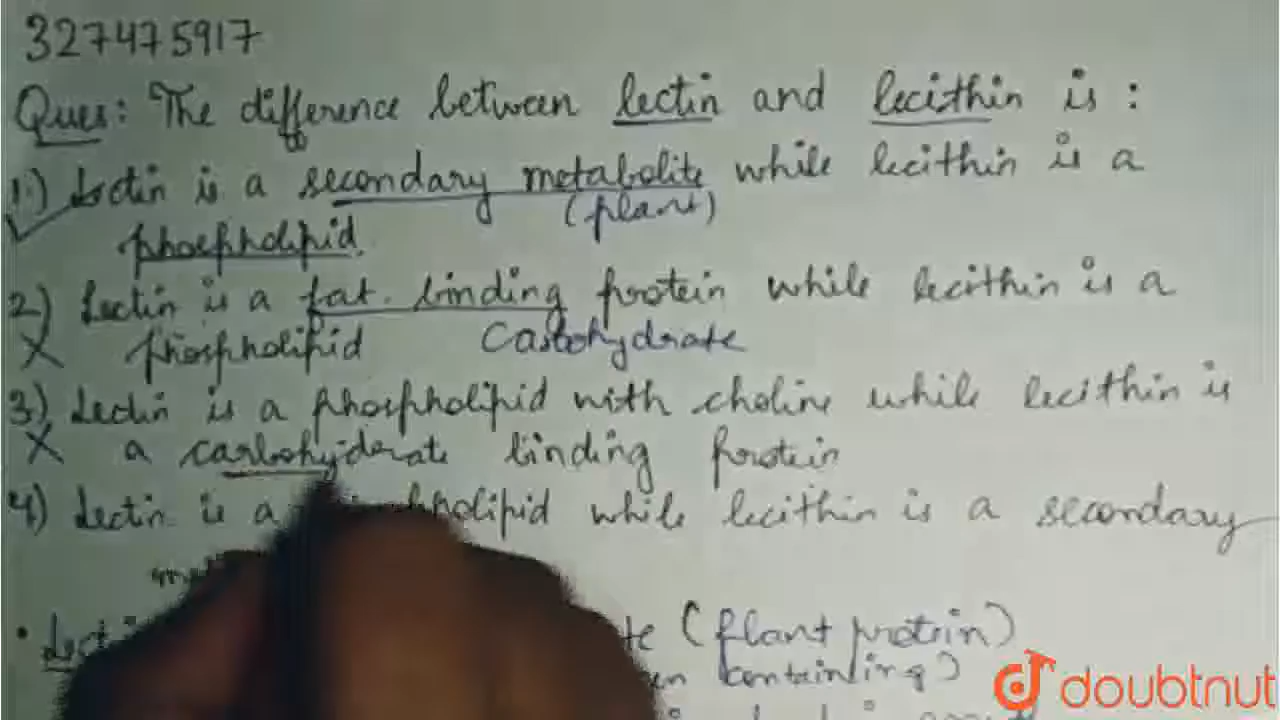 327475917
Ques: The difference between lectin and lecithin is :
1.) Lectin is a secondary metabolite while lecithin is a
(plant)
phospholipid.
2) Lectin is a fat binding protein while lecithin is a
phospholipid Carbohydrate
3) Lectin is a phospholipid with choline while lecithin is
a carbohyderate binding protein
4) Lectin is a while lecithin is a secondary
(plant protein)
containing)
doubtnut